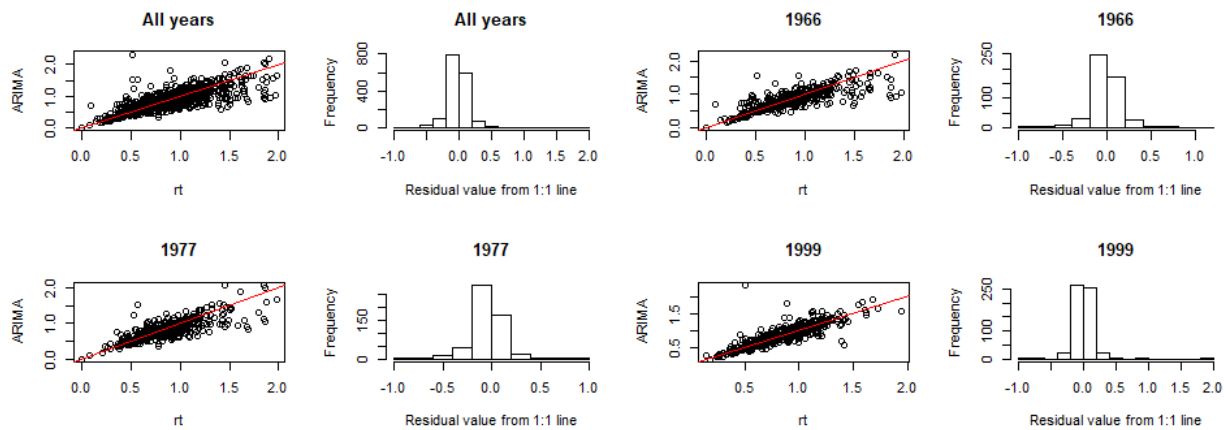 All years
ARIMA
0.0 1.0 2.0
0.0 0.5 1.0 1.5 2.0
rt
All years
Frequency
0 400 800
-1.0 0.0 0.5 1.0 1.5 2.0
Residual value from 1:1 line
1966
ARIMA
0.0 1.0 2.0
0.0 0.5 1.0 1.5 2.0
rt
1966
Frequency
0 100 250
-1.0 -0.5 0.0 0.5 1.0
Residual value from 1:1 line
1977
ARIMA
0.0 1.0 2.0
0.0 0.5 1.0 1.5 2.0
rt
1977
Frequency
0 150
-1.0 -0.5 0.0 0.5 1.0
Residual value from 1:1 line
1999
ARIMA
0.5 1.5
0.5 1.0 1.5 2.0
rt
1999
Frequency
0 100 250
-1.0 0.0 0.5 1.0 1.5 2.0
Residual value from 1:1 line